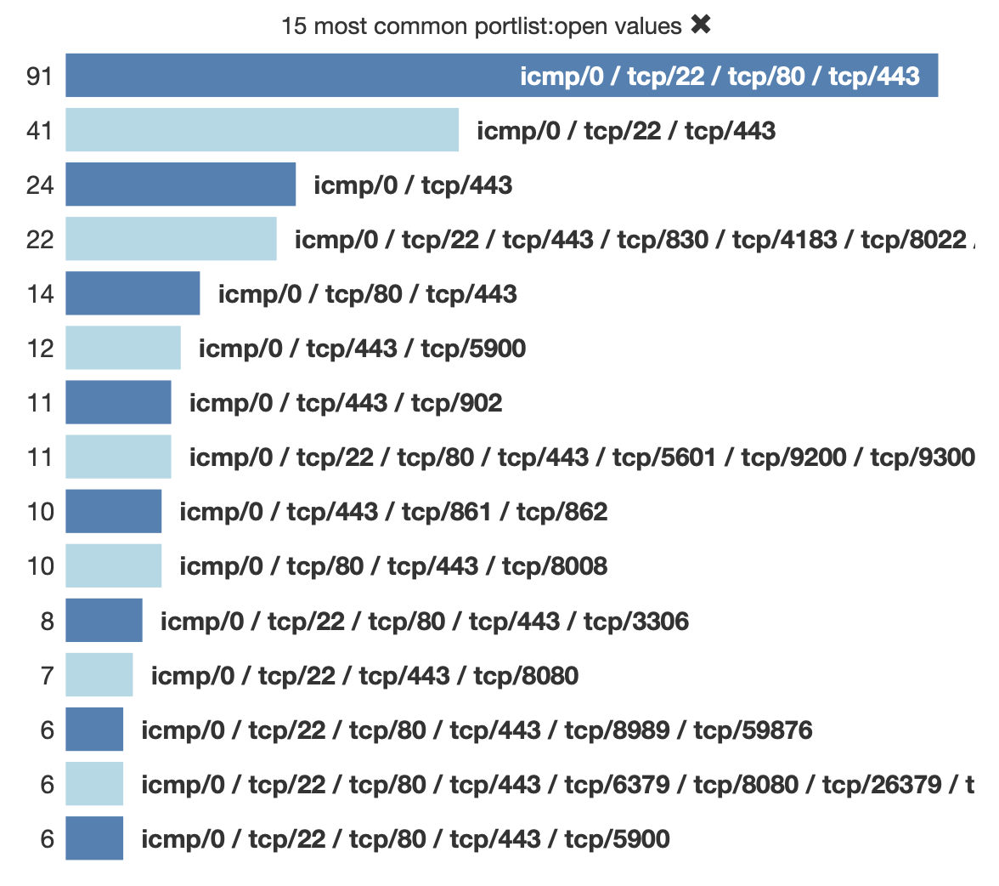 15 most common portlist:open values ✖
91 icmp/0 / tcp/22 / tcp/80 / tcp/443
41 icmp/0 / tcp/22 / tcp/443
24 icmp/0 / tcp/443
22 icmp/0 / tcp/22 / tcp/443 / tcp/830 / tcp/4183 / tcp/8022 /
14 icmp/0 / tcp/80 / tcp/443
12 icmp/0 / tcp/443 / tcp/5900
11 icmp/0 / tcp/443 / tcp/902
11 icmp/0 / tcp/22 / tcp/80 / tcp/443 / tcp/5601 / tcp/9200 / tcp/9300
10 icmp/0 / tcp/443 / tcp/861 / tcp/862
10 icmp/0 / tcp/80 / tcp/443 / tcp/8008
8 icmp/0 / tcp/22 / tcp/80 / tcp/443 / tcp/3306
7 icmp/0 / tcp/22 / tcp/443 / tcp/8080
6 icmp/0 / tcp/22 / tcp/80 / tcp/443 / tcp/8989 / tcp/59876
6 icmp/0 / tcp/22 / tcp/80 / tcp/443 / tcp/6379 / tcp/8080 / tcp/26379 / t
6 icmp/0 / tcp/22 / tcp/80 / tcp/443 / tcp/5900